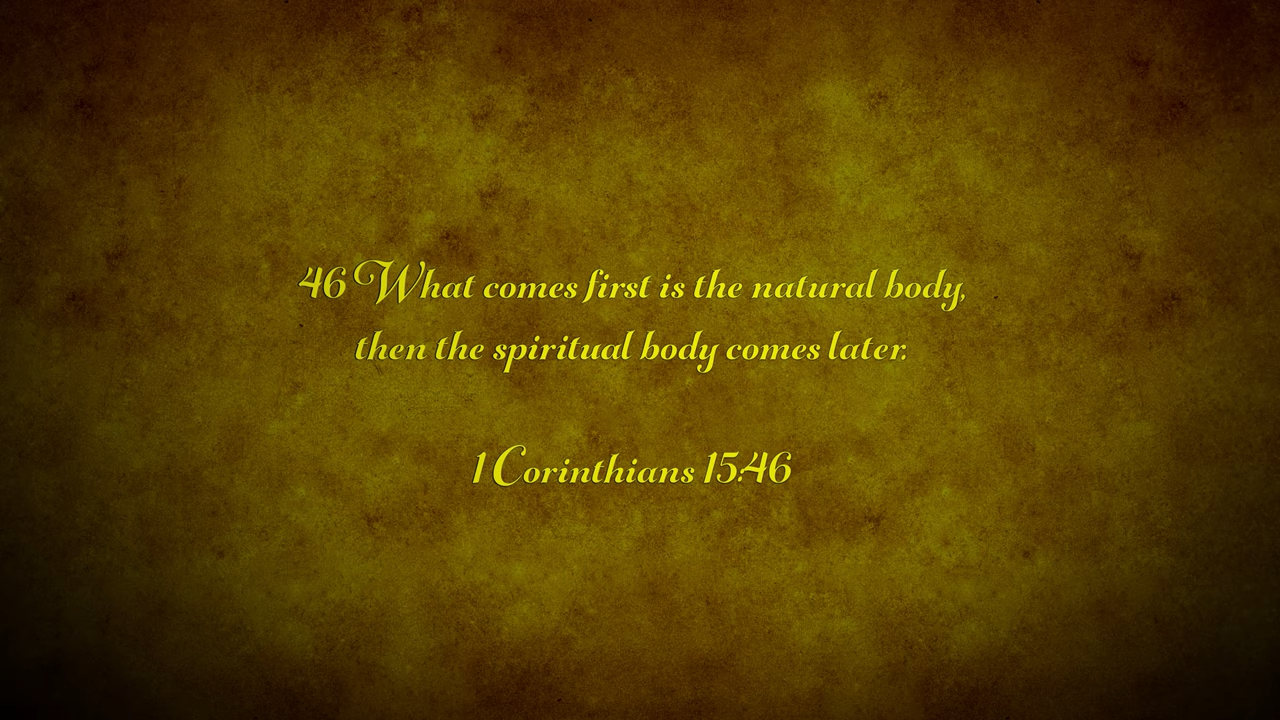 46 What comes first is the natural body,
then the spiritual body comes later.
1 Corinthians 15:46